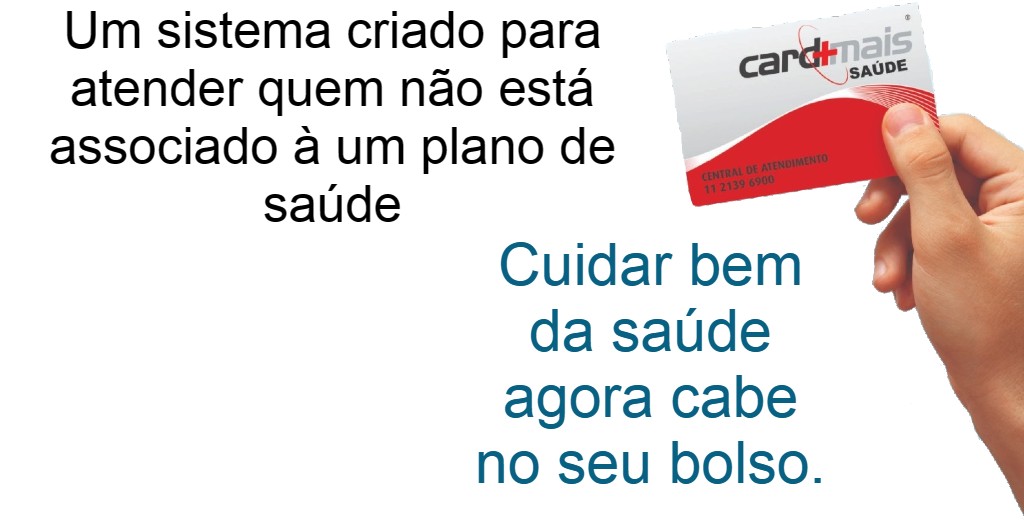 Um sistema criado para
atender quem não está
associado à um plano de
saúde
card+mais®
SAÚDE
CENTRAL DE ATENDIMENTO
11 2139 6900
Cuidar bem
da saúde
agora cabe
no seu bolso.